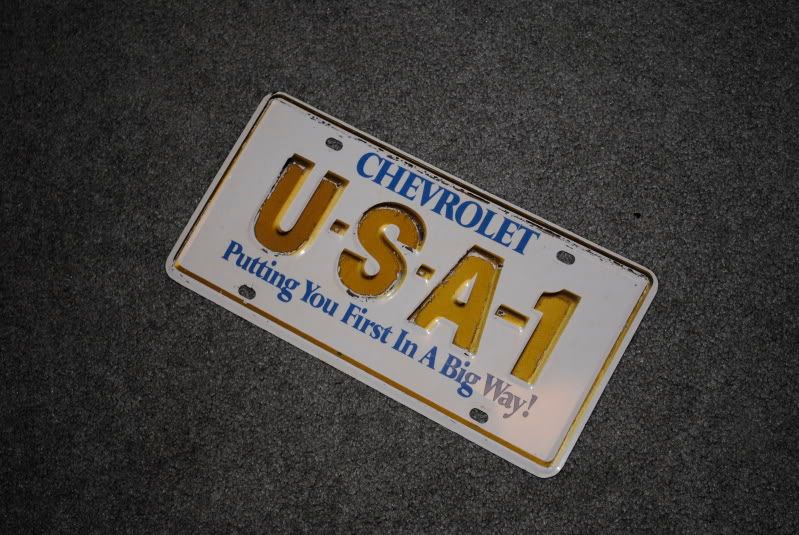 CHEVROLET
U-S-A-1
Putting You First In A Big Way!